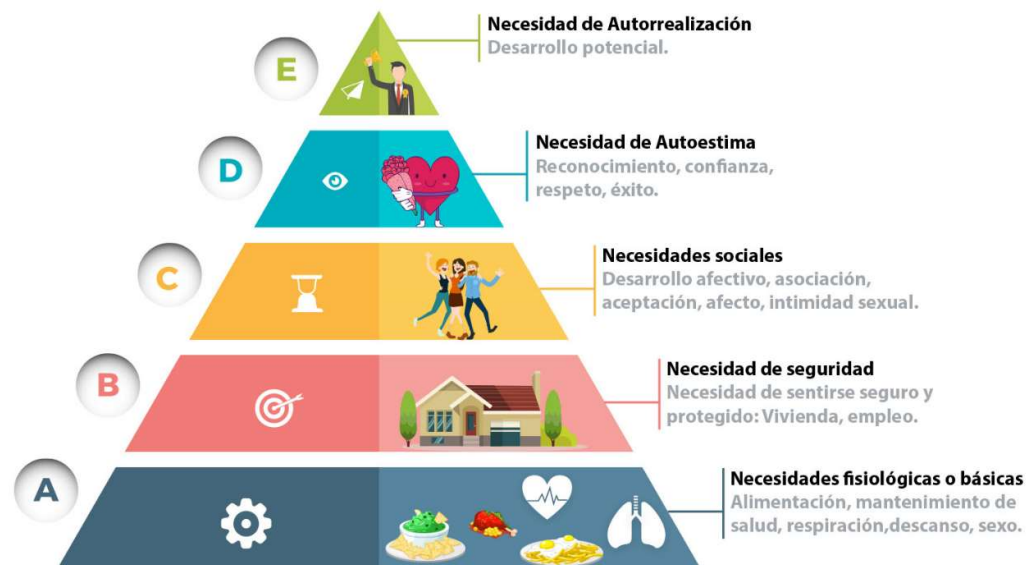 E
Necesidad de Autorrealización
Desarrollo potencial.
D
Necesidad de Autoestima
Reconocimiento, confianza,
respeto, éxito.
C
Necesidades sociales
Desarrollo afectivo, asociación,
aceptación, afecto, intimidad sexual.
B
Necesidad de seguridad
Necesidad de sentirse seguro y
protegido: Vivienda, empleo.
A
Necesidades fisiológicas o básicas
Alimentación, mantenimiento de
salud, respiración,descanso, sexo.